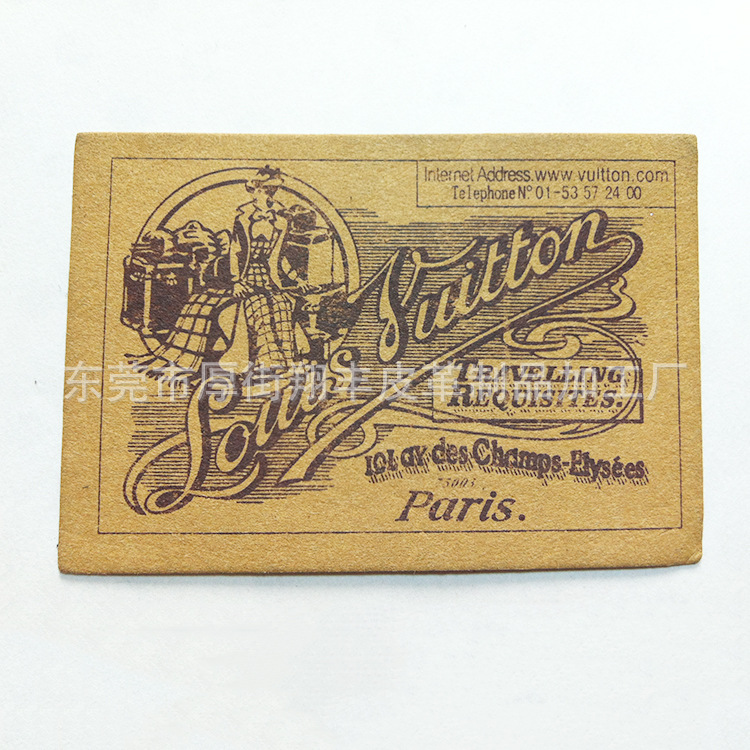 Internet Address.www.vuitton.com
Telephone Nº 01-53 57 24 00
Louis Vuitton
TRAVELLING
REQUISITES.
东莞市厚街翔丰皮革制品加工厂
101 av des Champs-Elysées
Paris.